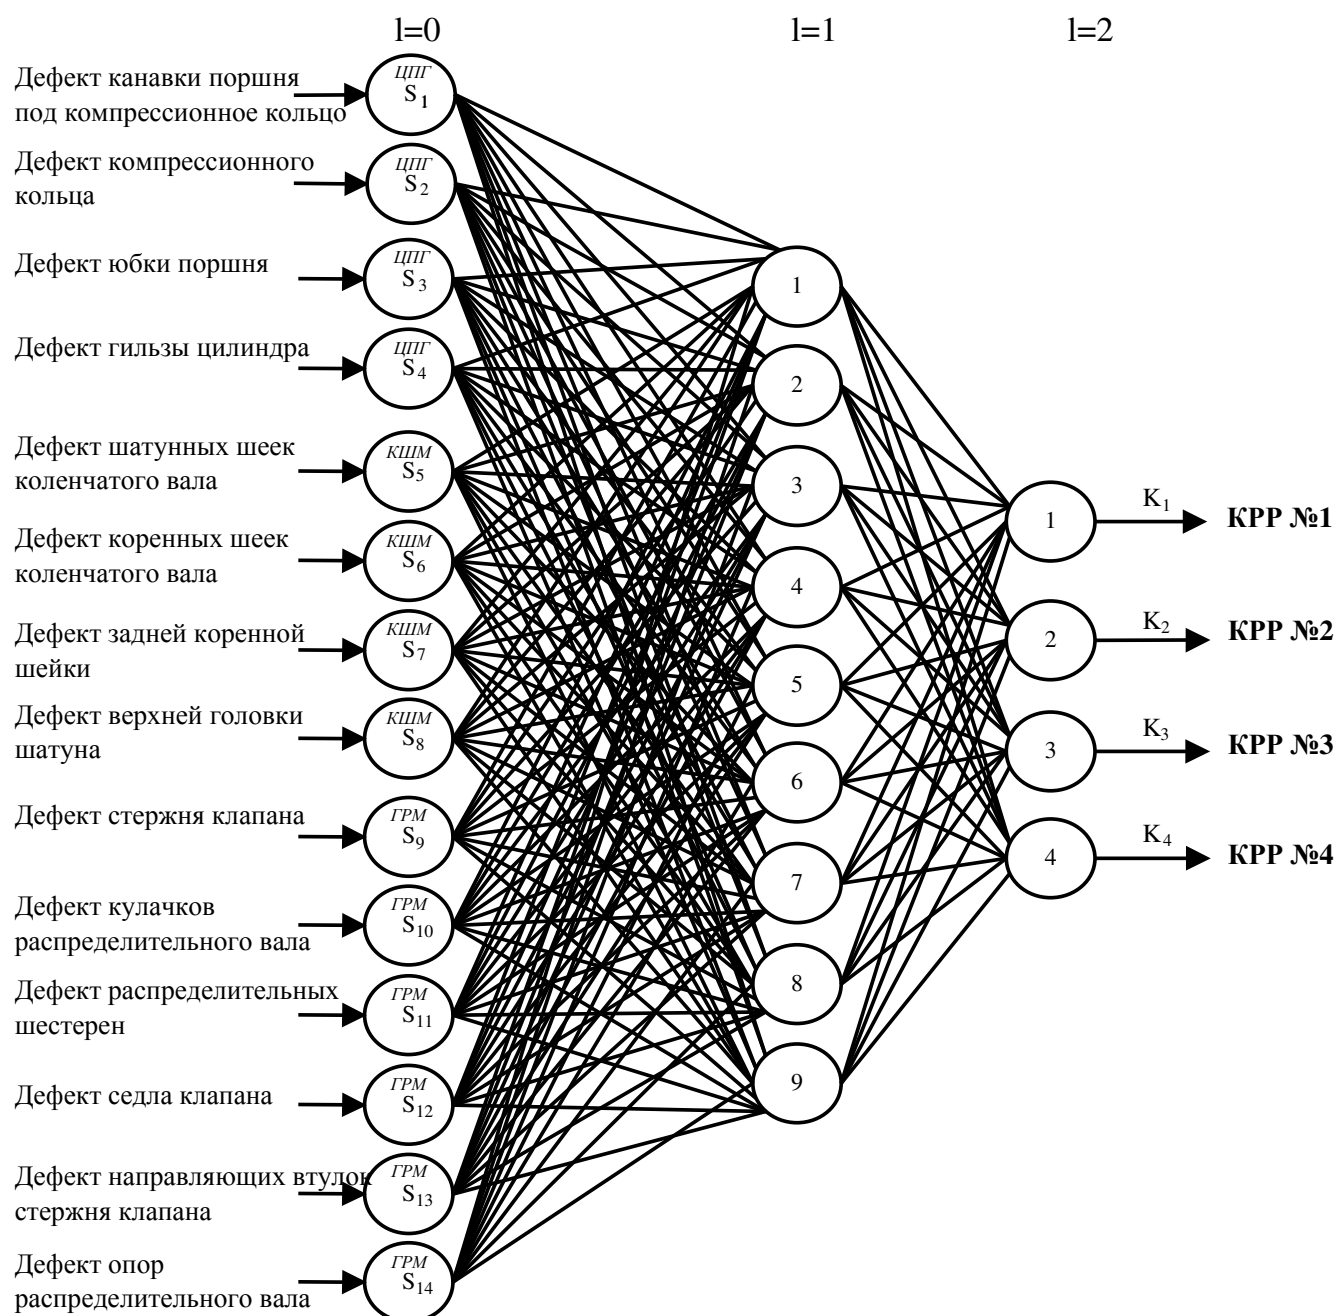 l=0
l=1
l=2
Дефект канавки поршня
под компрессионное кольцо
ЦПГ
S1
Дефект компрессионного
кольца
ЦПГ
S2
Дефект юбки поршня
ЦПГ
S3
Дефект гильзы цилиндра
ЦПГ
S4
Дефект шатунных шеек
коленчатого вала
КШМ
S5
Дефект коренных шеек
коленчатого вала
КШМ
S6
Дефект задней коренной
шейки
КШМ
S7
Дефект верхней головки
шатуна
КШМ
S8
Дефект стержня клапана
ГРМ
S9
Дефект кулачков
распределительного вала
ГРМ
S10
Дефект распределительных
шестерен
ГРМ
S11
Дефект седла клапана
ГРМ
S12
Дефект направляющих втулок
стержня клапана
ГРМ
S13
Дефект опор
распределительного вала
ГРМ
S14
1
2
3
4
5
6
7
8
9
1
2
3
4
K1
КРР №1
K2
КРР №2
K3
КРР №3
K4
КРР №4